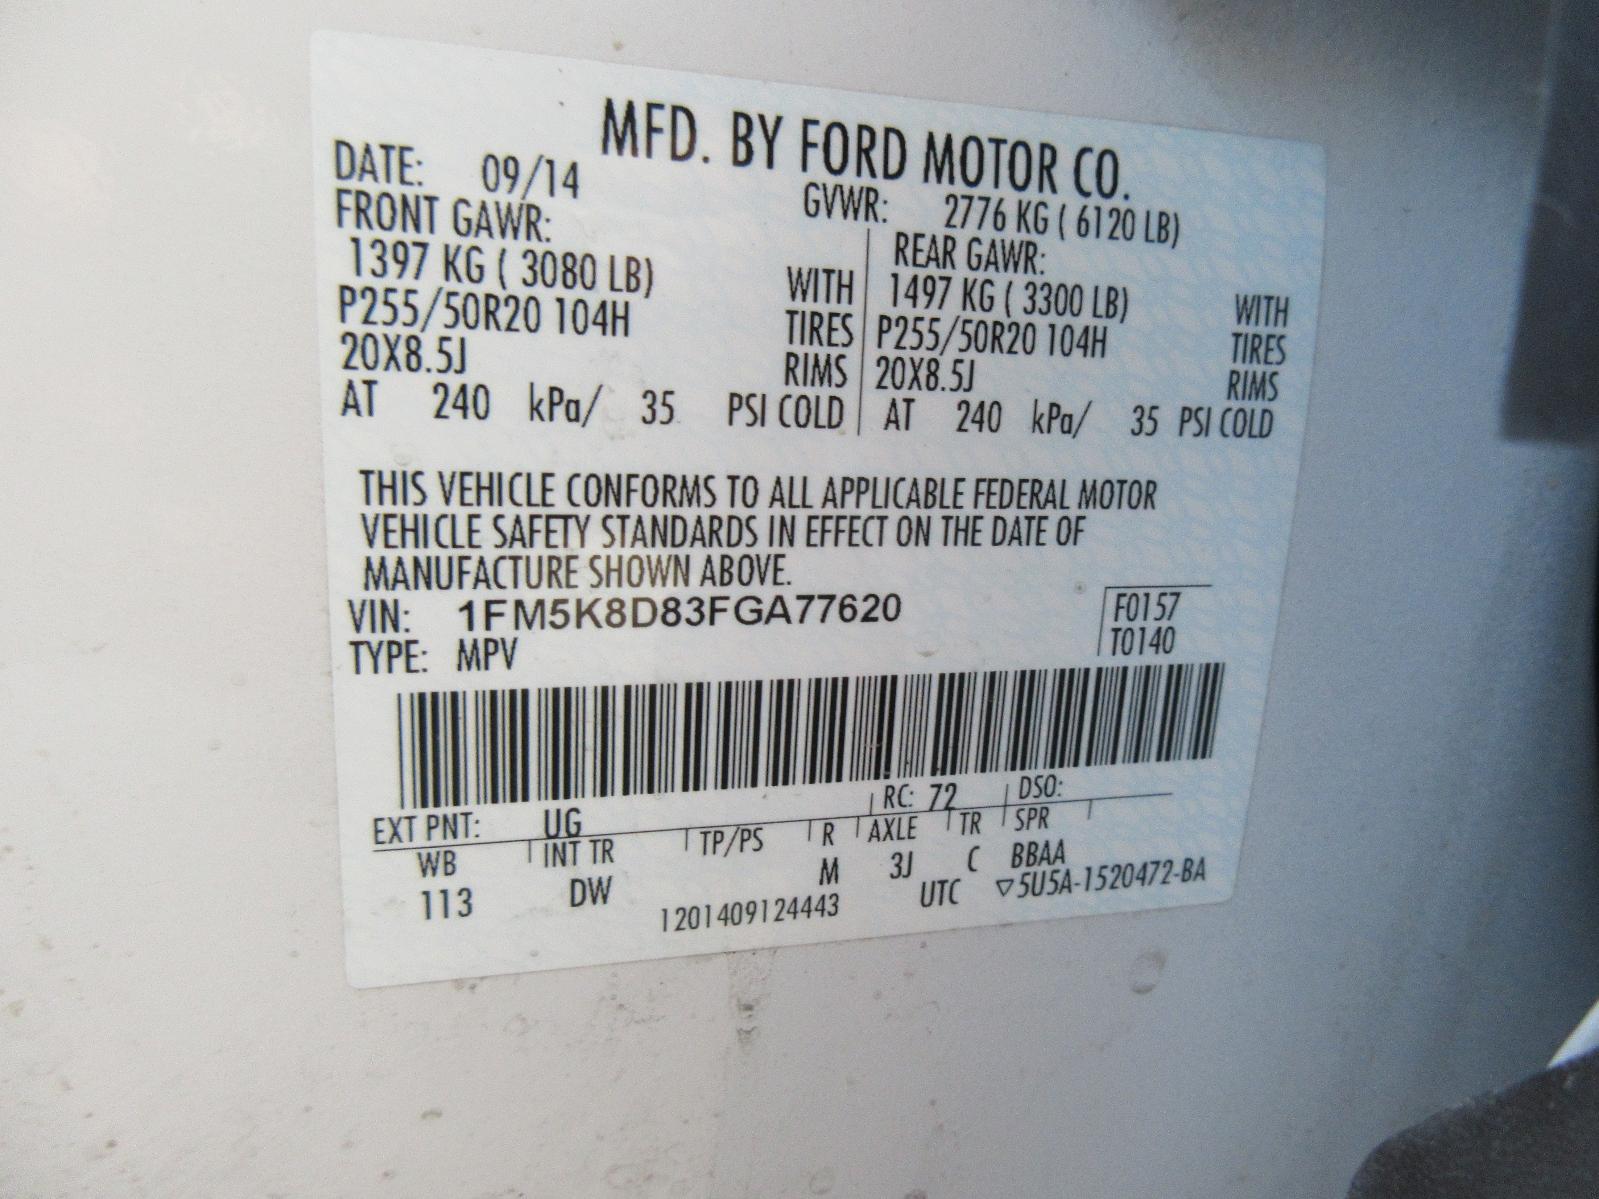 MFD. BY FORD MOTOR CO.
DATE: 09/14 GVWR: 2776 KG ( 6120 LB)
FRONT GAWR: REAR GAWR:
1397 KG ( 3080 LB) WITH 1497 KG ( 3300 LB) WITH
P255/50R20 104H TIRES P255/50R20 104H TIRES
20X8.5J RIMS 20X8.5J RIMS
AT 240 kPa/ 35 PSI COLD AT 240 kPa/ 35 PSI COLD
THIS VEHICLE CONFORMS TO ALL APPLICABLE FEDERAL MOTOR
VEHICLE SAFETY STANDARDS IN EFFECT ON THE DATE OF
MANUFACTURE SHOWN ABOVE.
VIN: 1FM5K8D83FGA77620 F0157
TYPE: MPV T0140
EXT PNT: UG RC: 72 DSO:
WB INT TR TP/PS R AXLE TR SPR
113 DW M 3J C BBAA
1201409124443 UTC ▽5U5A-1520472-BA